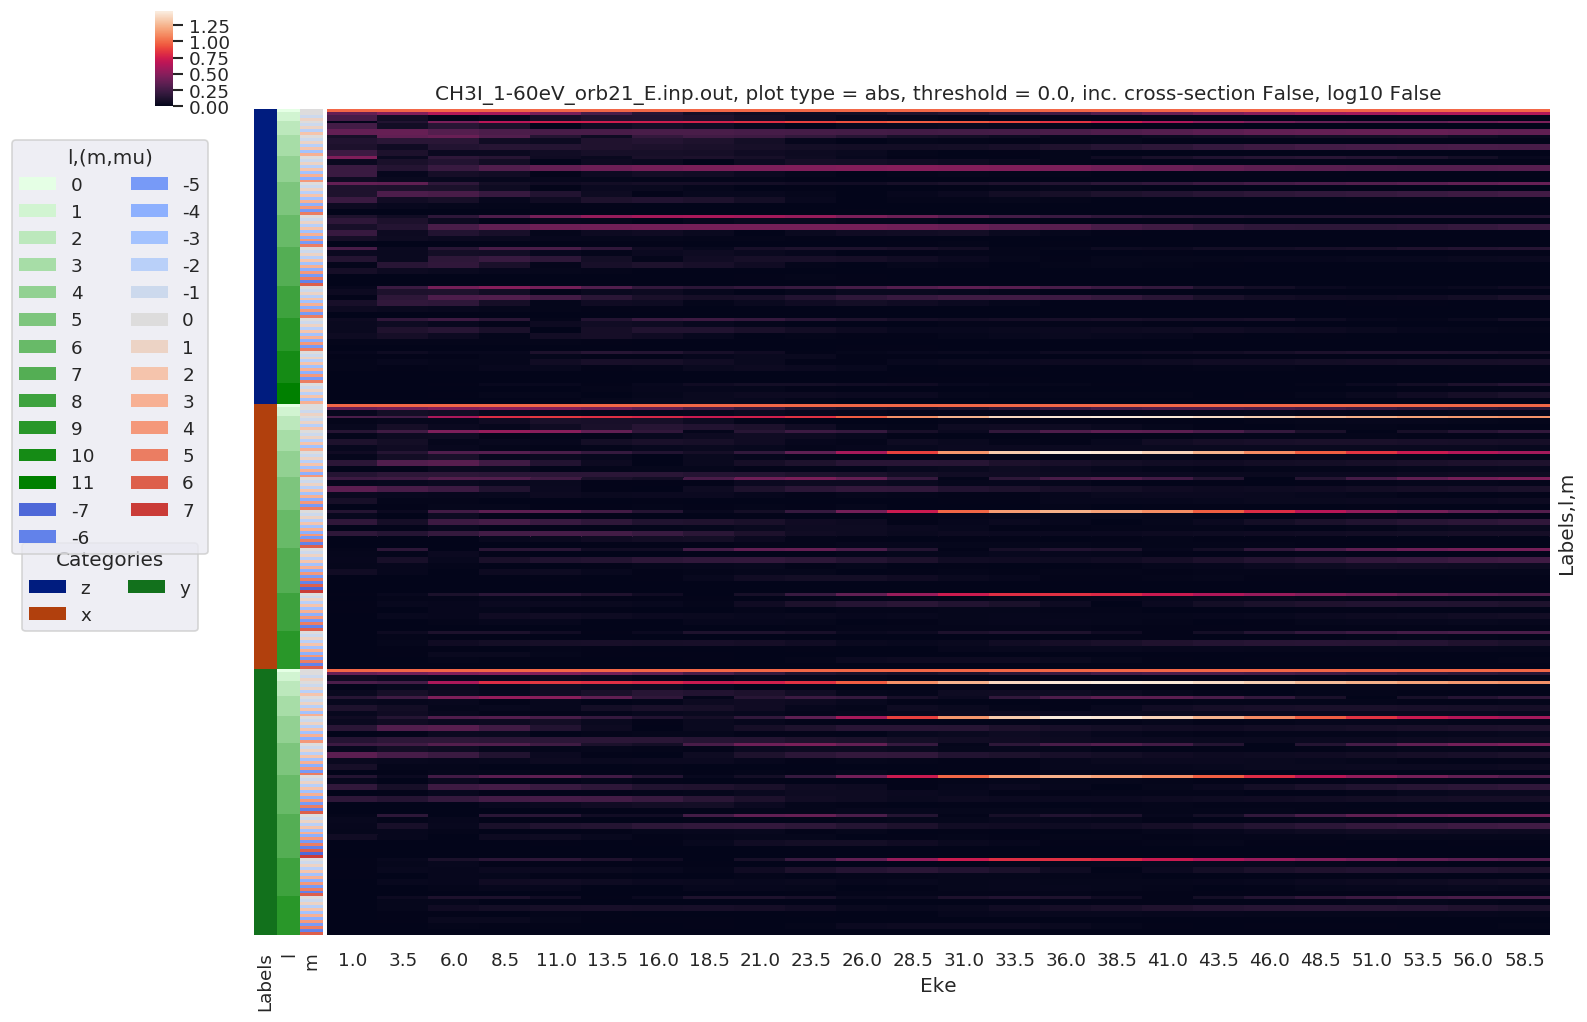 1.25
1.00
0.75
0.50
0.25
0.00
CH3I_1-60eV_orb21_E.inp.out, plot type = abs, threshold = 0.0, inc. cross-section False, log10 False
l,(m,mu)
0 -5
1 -4
2 -3
3 -2
4 -1
5 0
6 1
7 2
8 3
9 4
10 5
11 6
-7 7
-6
Categories
z y
x
Labels,l,m
Labels l m
1.0 3.5 6.0 8.5 11.0 13.5 16.0 18.5 21.0 23.5 26.0 28.5 31.0 33.5 36.0 38.5 41.0 43.5 46.0 48.5 51.0 53.5 56.0 58.5
Eke